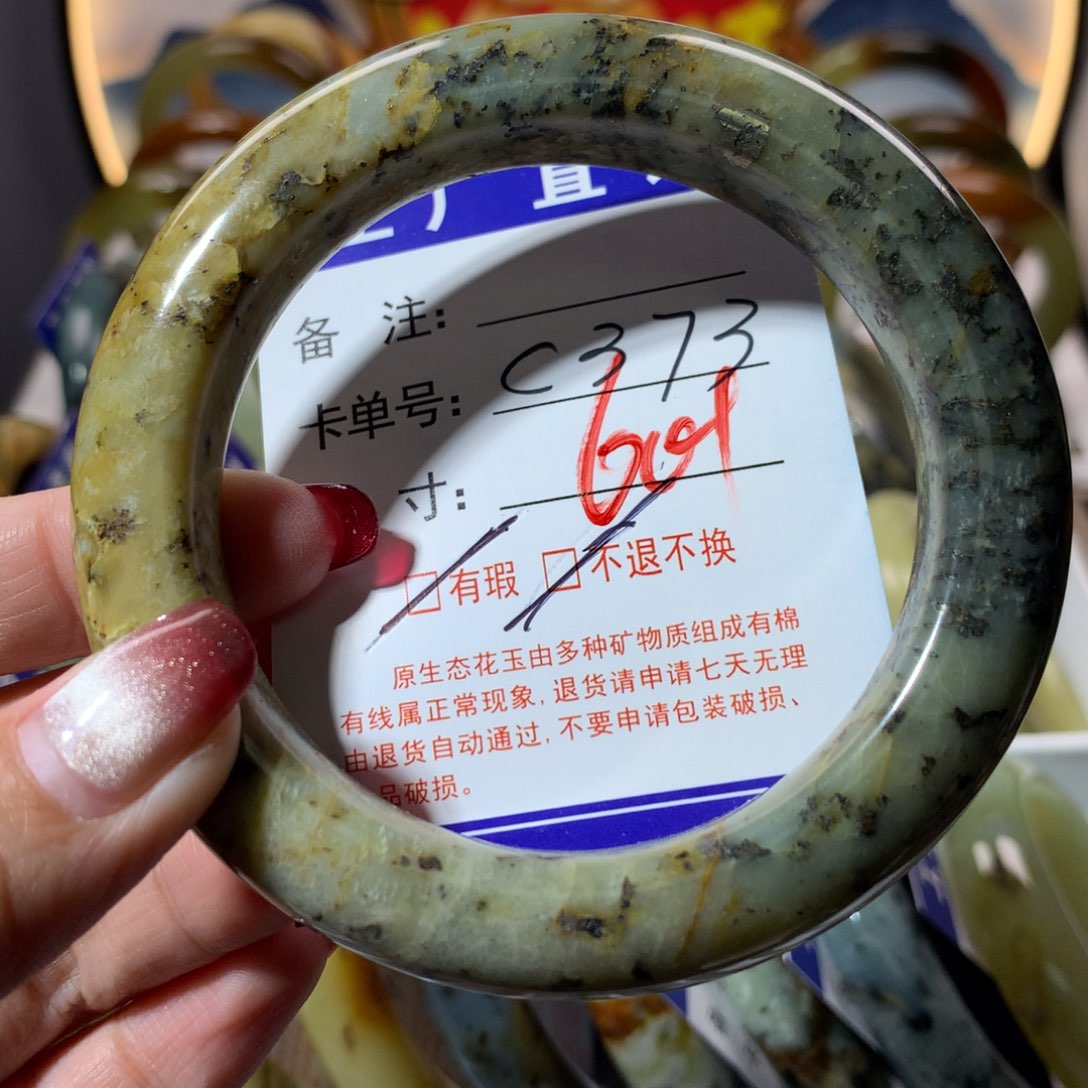 厂直
备 注:
卡单号: C373
寸: 601
有瑕 不退不换
原生态花玉由多种矿物质组成有棉
有线属正常现象, 退货请申请七天无理
由退货自动通过, 不要申请包装破损、
品破损。